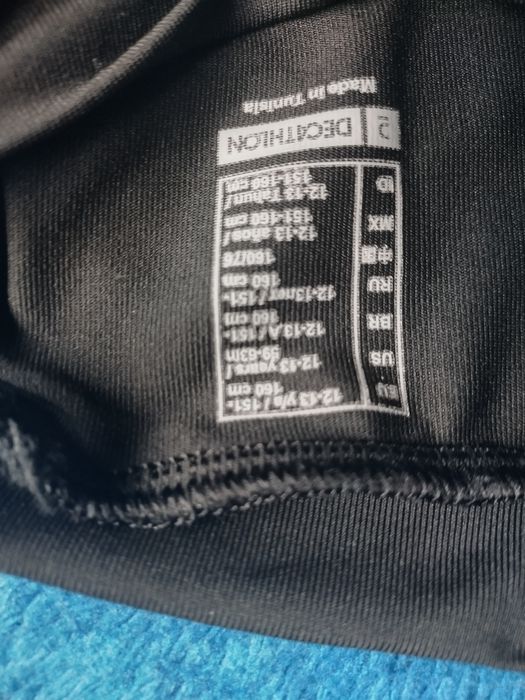 EU 12-13 y/a / 151-
160 cm
US 12-13 years /
59-63in
BR 12-13 A / 151-
160 cm
RU 12-13лет / 151-
160 cm
中国 160/76
MX 12-13 años /
151-160 cm
ID 12-13 Tahun /
151-160 cm
DECATHLON
Made in Tunisia